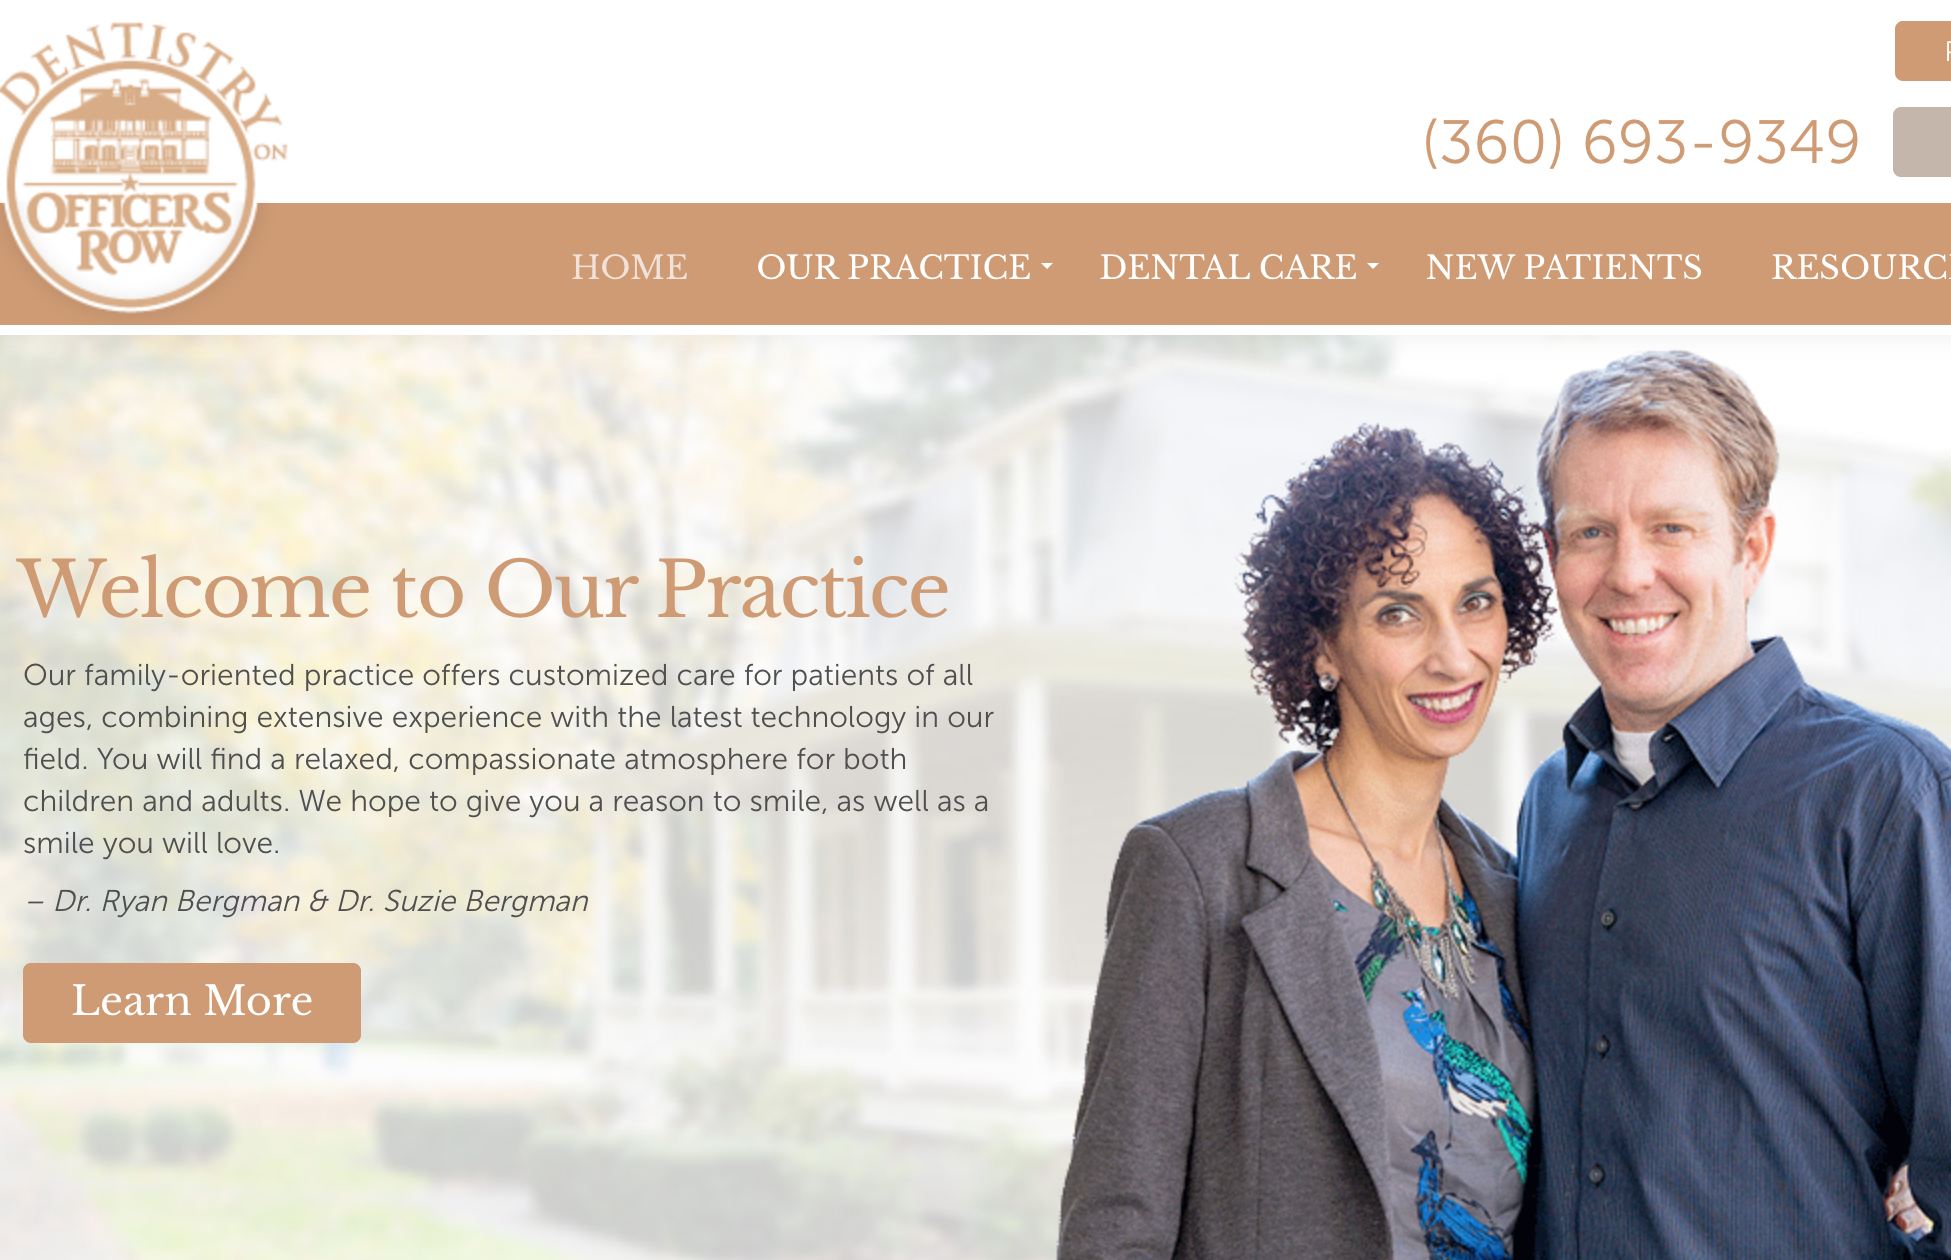 DENTISTRY
ON
OFFICERS
ROW
(360) 693-9349
HOME OUR PRACTICE DENTAL CARE NEW PATIENTS
Welcome to Our Practice
Our family-oriented practice offers customized care for patients of all
ages, combining extensive experience with the latest technology in our
field. You will find a relaxed, compassionate atmosphere for both
children and adults. We hope to give you a reason to smile, as well as a
smile you will love.
– Dr. Ryan Bergman & Dr. Suzie Bergman
Learn More